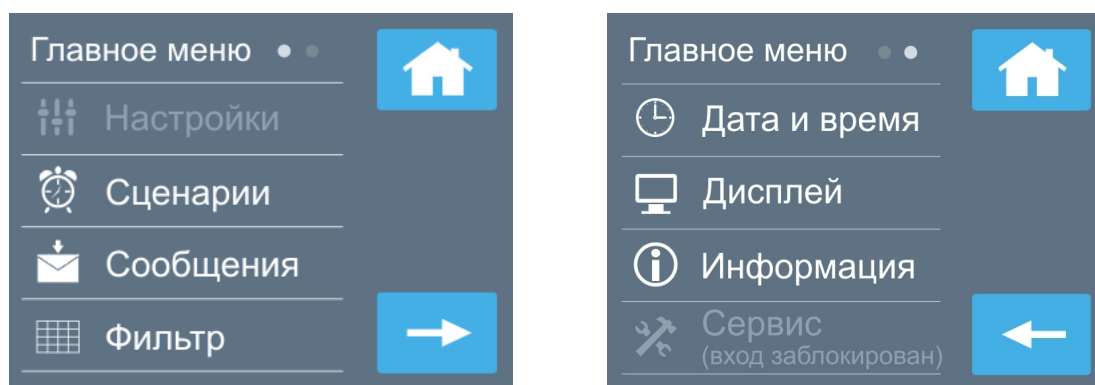 Главное меню
Настройки
Сценарии
Сообщения
Фильтр
Главное меню
Дата и время
Дисплей
Информация
Сервис
(вход заблокирован)